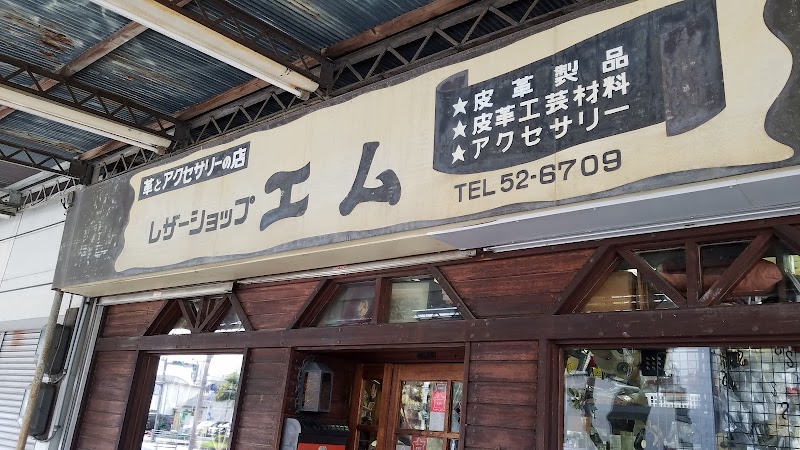 革とアクセサリーの店
レザーショップ エム
★皮革製品
★皮革工芸材料
★アクセサリー
TEL 52-6709